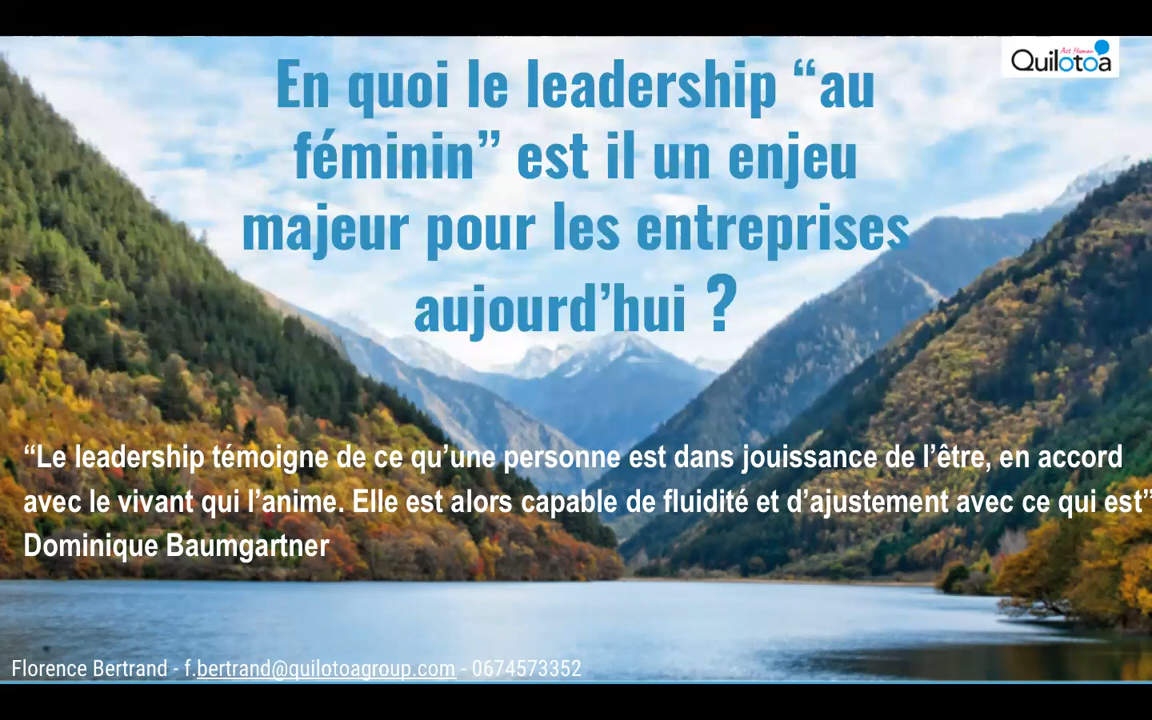 Act Human
Quilotoa
En quoi le leadership “au
féminin” est il un enjeu
majeur pour les entreprises
aujourd’hui ?
“Le leadership témoigne de ce qu’une personne est dans jouissance de l’être, en accord
avec le vivant qui l’anime. Elle est alors capable de fluidité et d’ajustement avec ce qui est”
Dominique Baumgartner
Florence Bertrand - f.bertrand@quilotoagroup.com - 0674573352